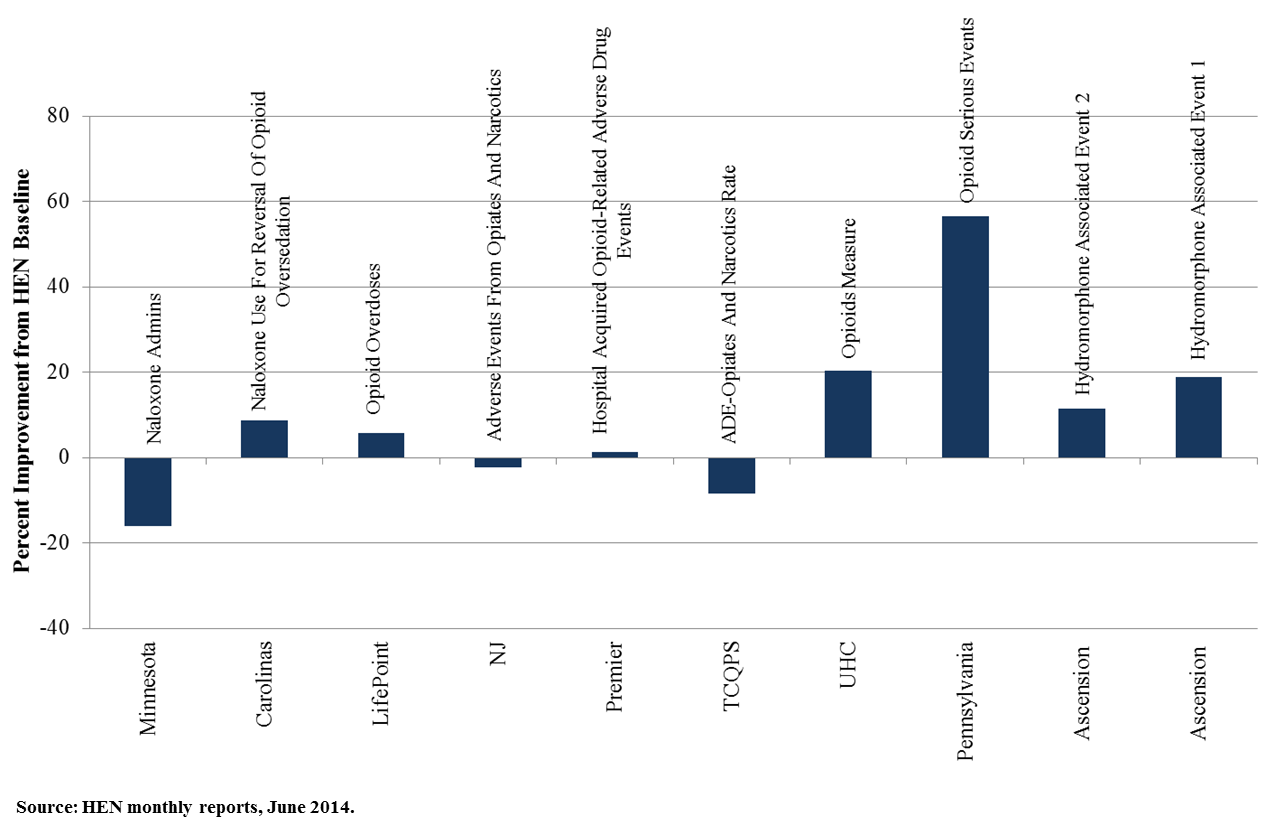 Percent Improvement from HEN Baseline
80
60
40
20
0
-20
-40
Naloxone Admins
Naloxone Use For Reversal Of Opioid
Oversedation
Opioid Overdoses
Adverse Events From Opiates And Narcotics
Hospital Acquired Opioid-Related Adverse Drug
Events
ADE-Opiates And Narcotics Rate
Opioids Measure
Opioid Serious Events
Hydromorphone Associated Event 2
Hydromorphone Associated Event 1
Minnesota
Carolinas
LifePoint
NJ
Premier
TCQPS
UHC
Pennsylvania
Ascension
Ascension
Source: HEN monthly reports, June 2014.